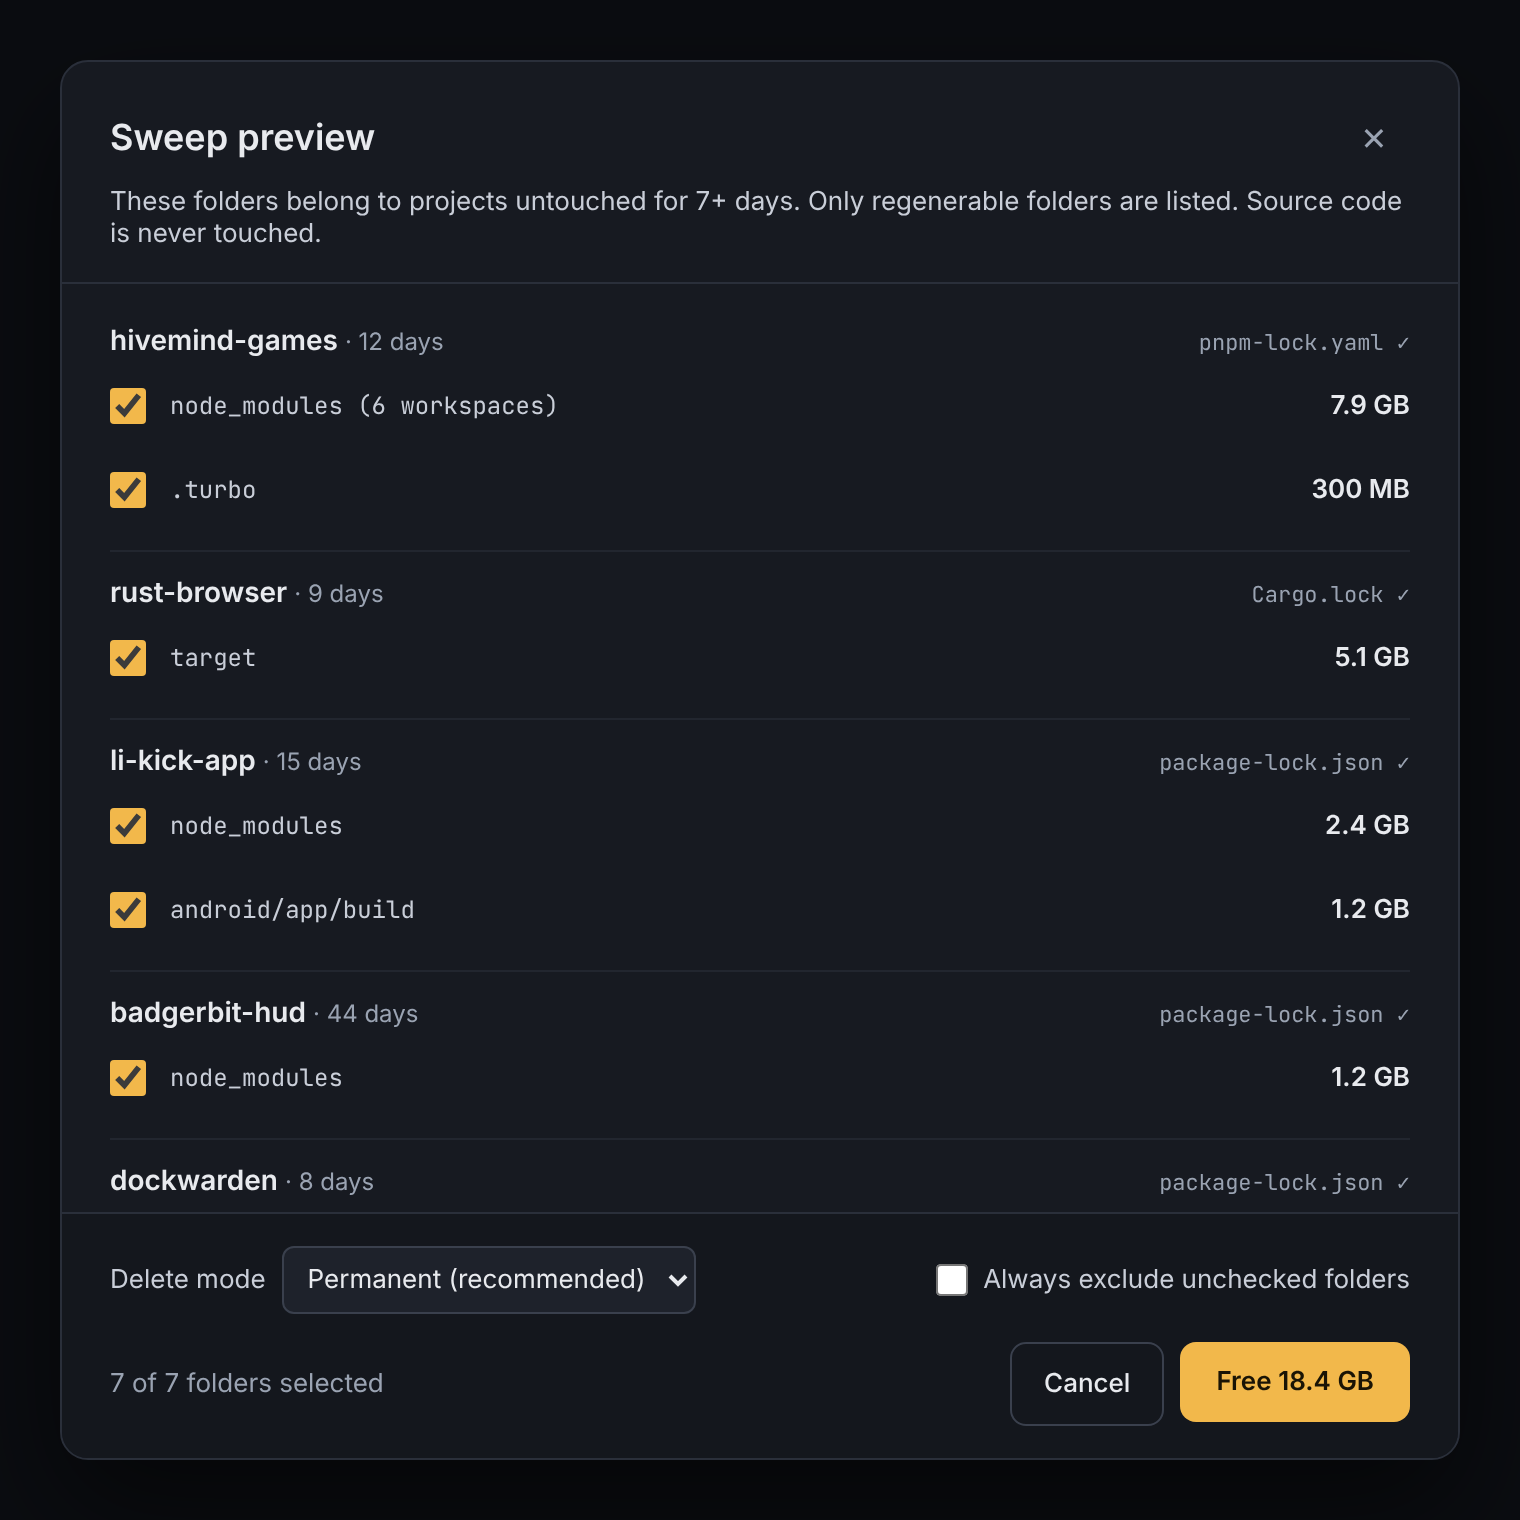 Sweep preview
✕
These folders belong to projects untouched for 7+ days. Only regenerable folders are listed. Source code
is never touched.
hivemind-games · 12 days pnpm-lock.yaml ✓
node_modules (6 workspaces) 7.9 GB
.turbo 300 MB
rust-browser · 9 days Cargo.lock ✓
target 5.1 GB
li-kick-app · 15 days package-lock.json ✓
node_modules 2.4 GB
android/app/build 1.2 GB
badgerbit-hud · 44 days package-lock.json ✓
node_modules 1.2 GB
dockwarden · 8 days package-lock.json ✓
Delete mode Permanent (recommended) Always exclude unchecked folders
7 of 7 folders selected Cancel Free 18.4 GB